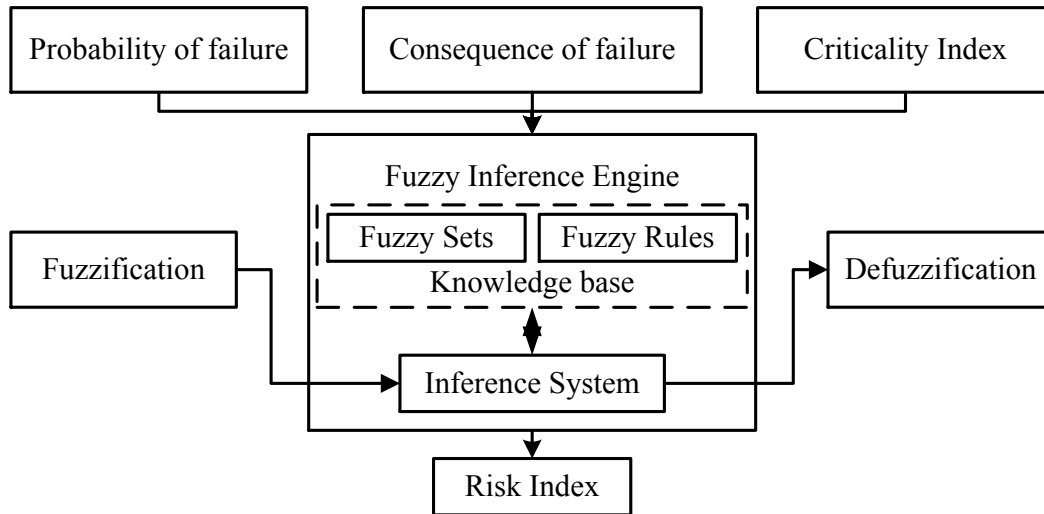 Probability of failure
Consequence of failure
Criticality Index
Fuzzy Inference Engine
Fuzzy Sets
Fuzzy Rules
Knowledge base
Fuzzification
Defuzzification
Inference System
Risk Index